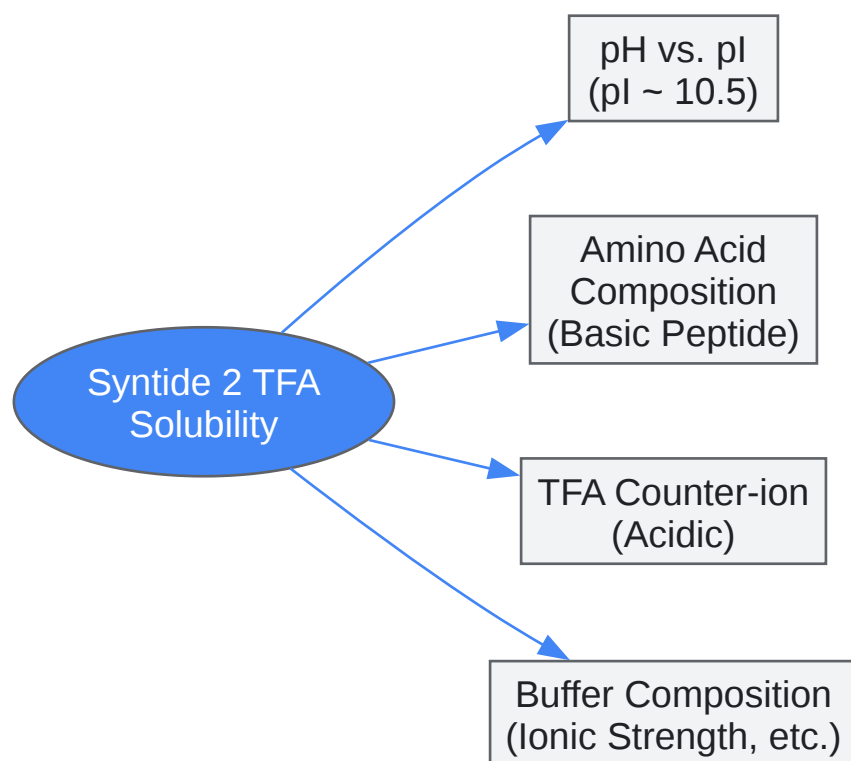 pH vs. pI
(pI ~ 10.5)
Amino Acid
Composition
(Basic Peptide)
Syntide 2 TFA
Solubility
TFA Counter-ion
(Acidic)
Buffer Composition
(Ionic Strength, etc.)